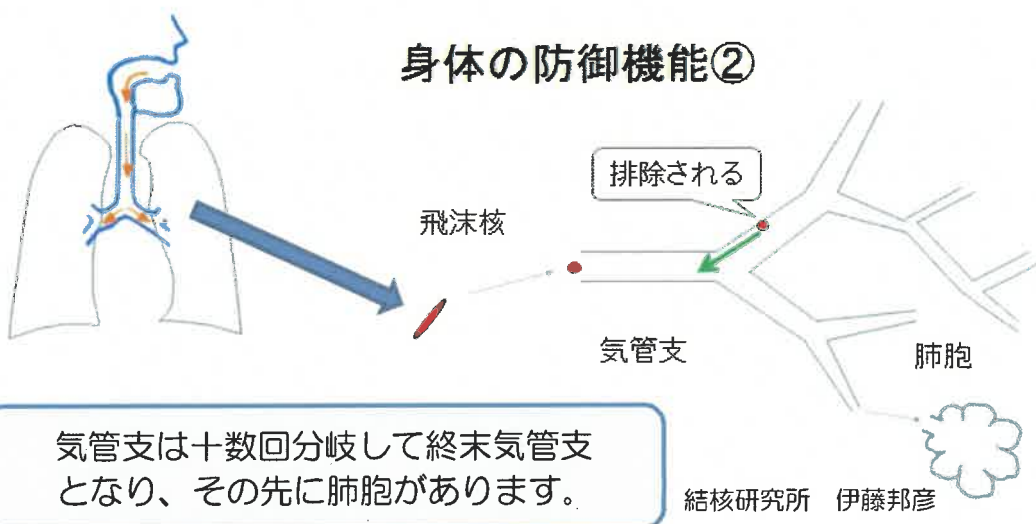 身体の防御機能②
排除される
飛沫核
気管支
肺胞
気管支は十数回分岐して終末気管支
となり、その先に肺胞があります。
結核研究所 伊藤邦彦